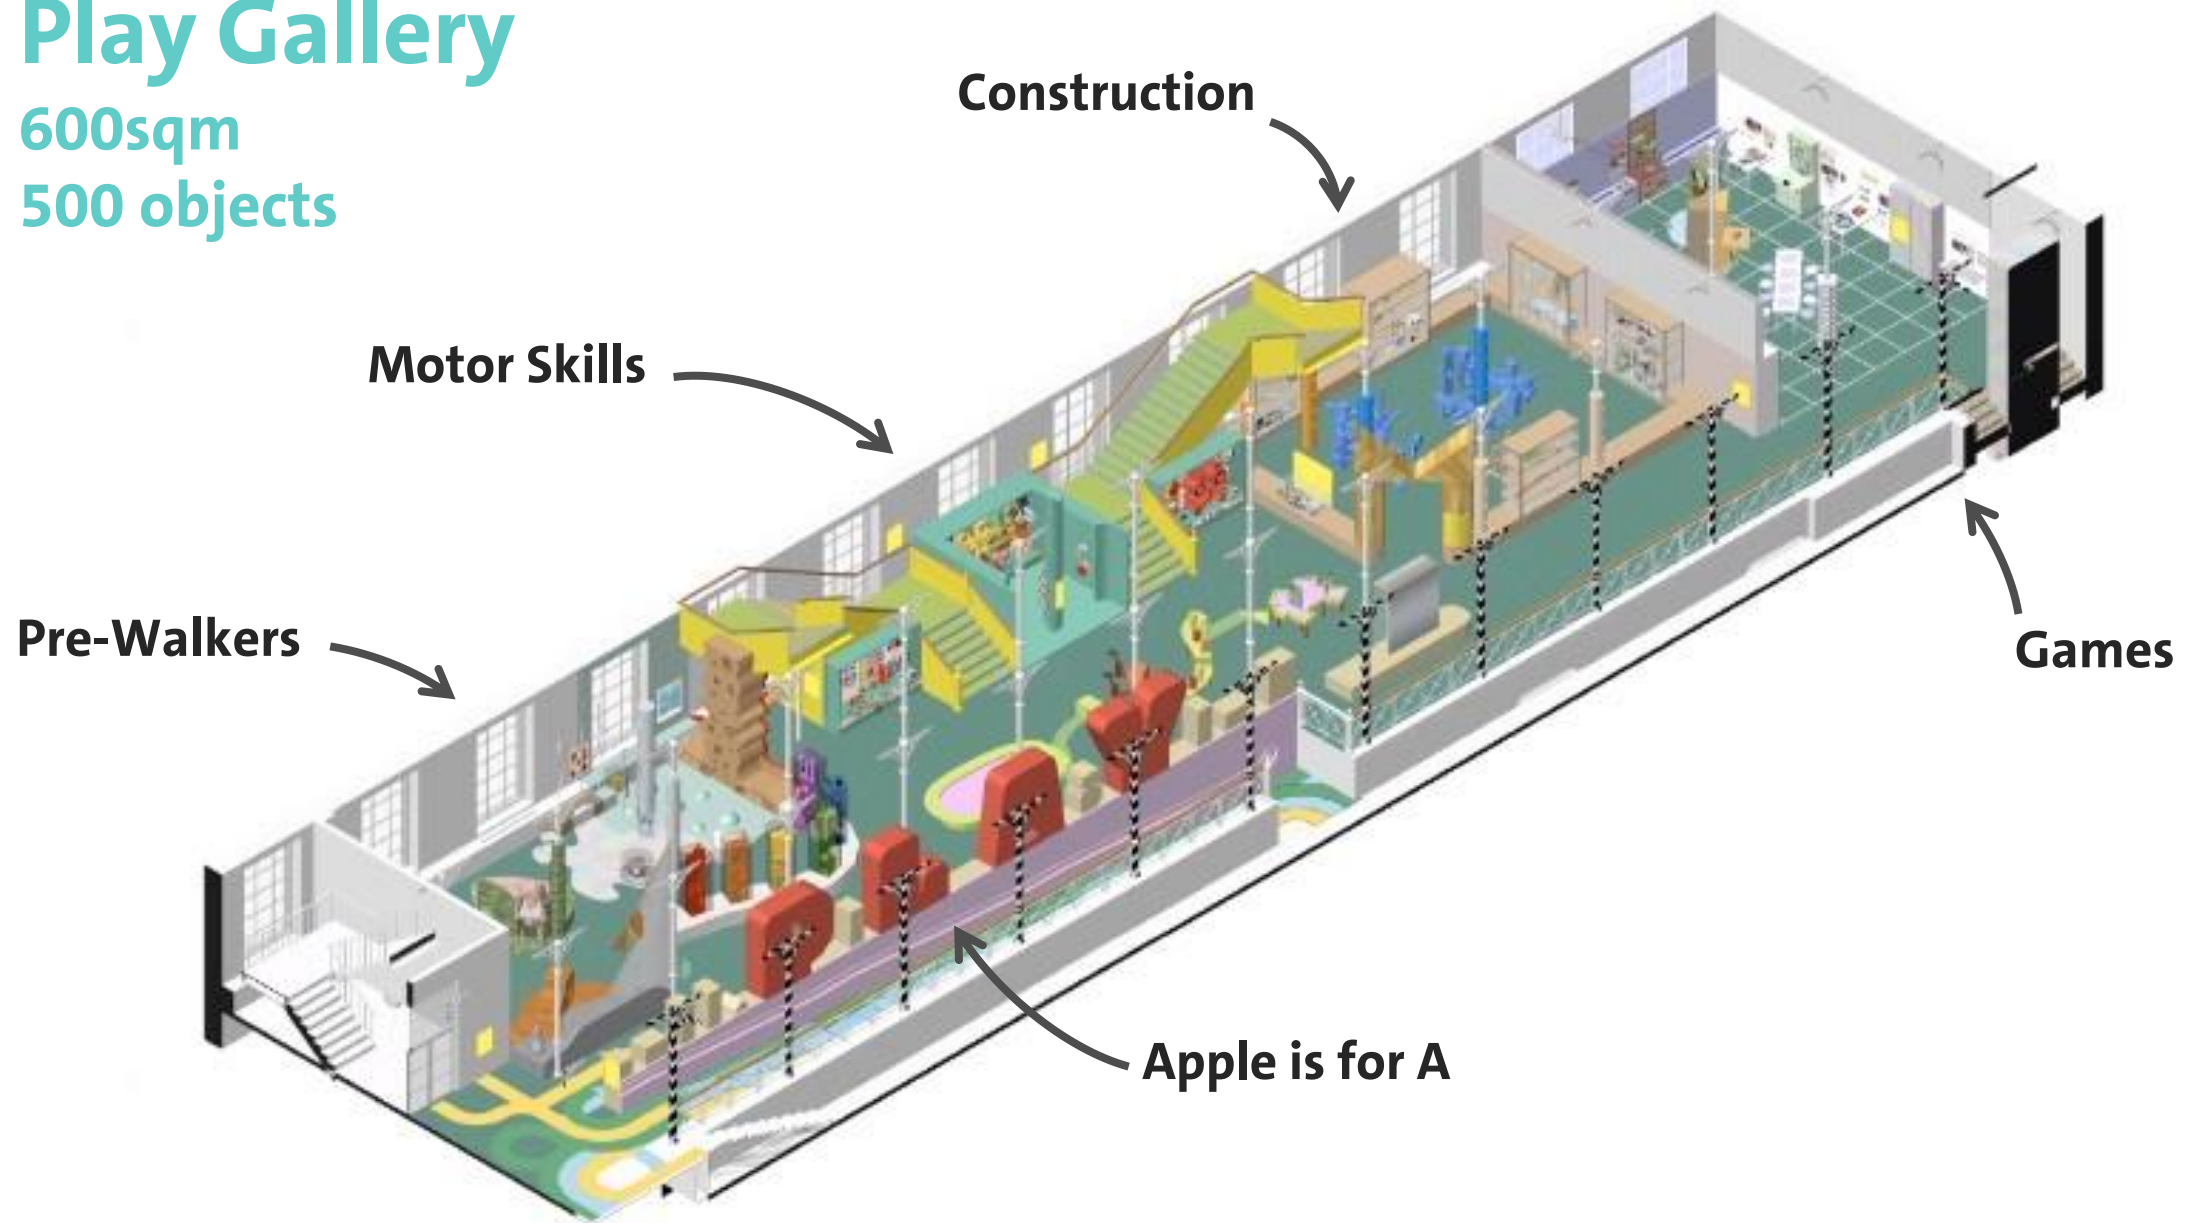 Play Gallery
600sqm
500 objects
Construction
Motor Skills
Pre-Walkers
Games
Apple is for A